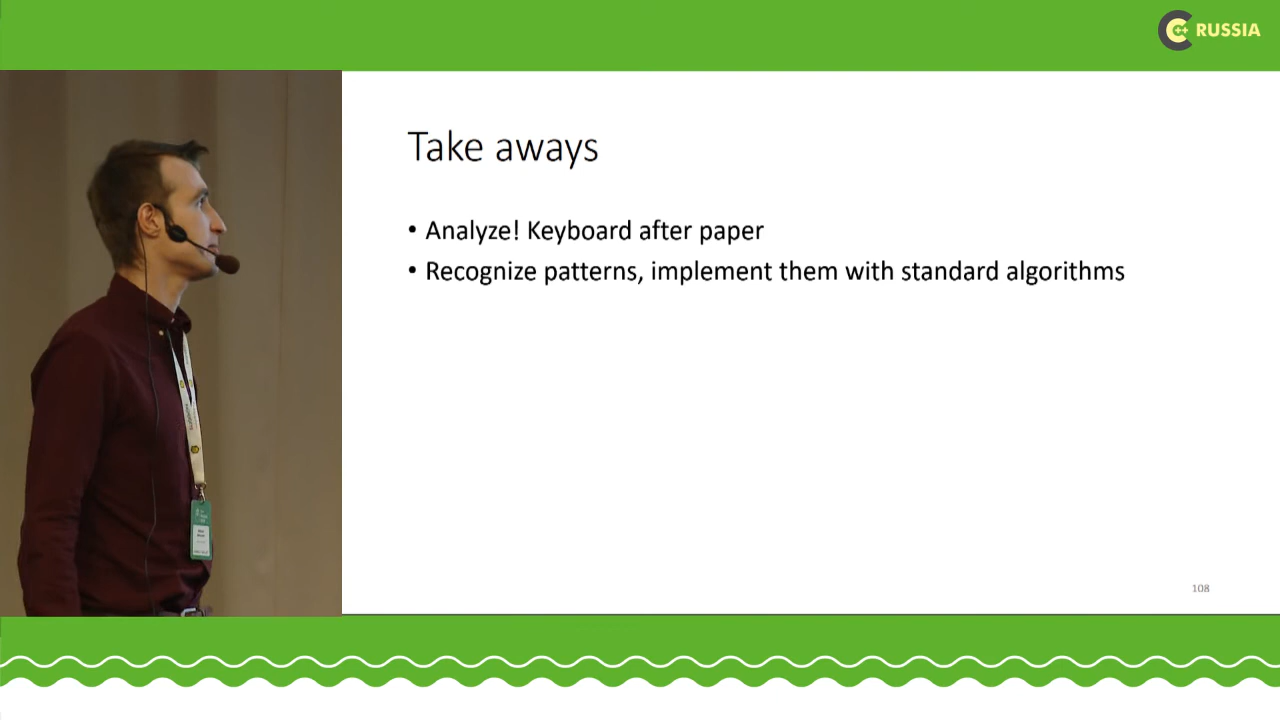 C++ RUSSIA
Take aways
• Analyze! Keyboard after paper
• Recognize patterns, implement them with standard algorithms
108